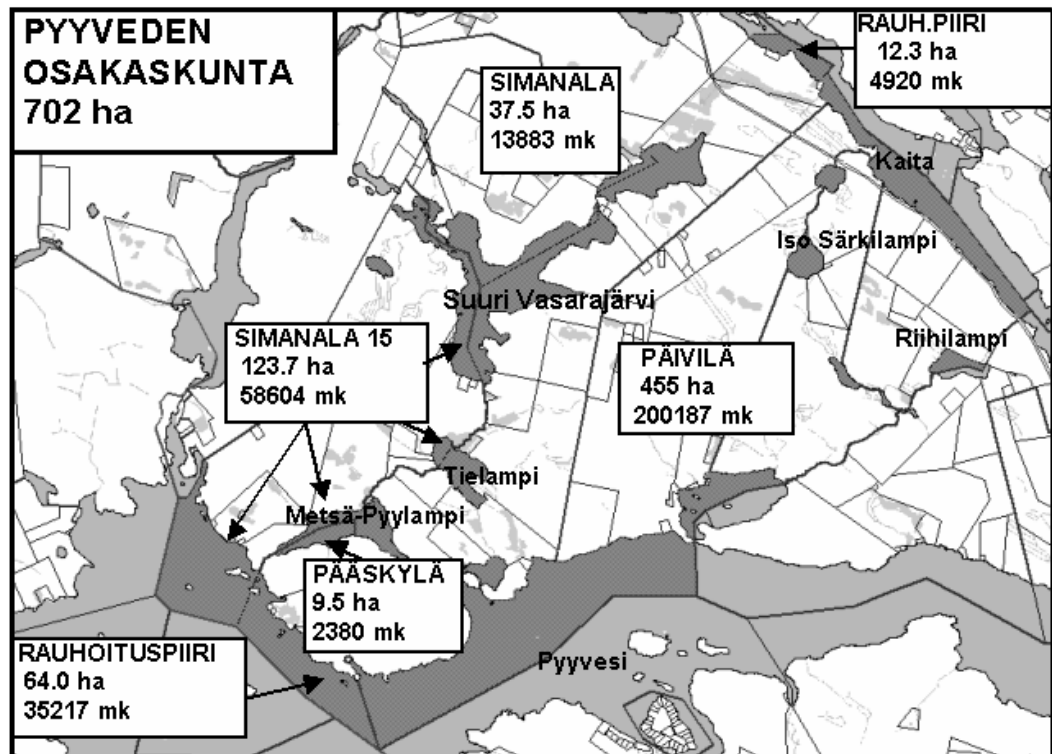 PYYVEDEN
OSAKASKUNTA
702 ha
RAUH.PIIRI
12.3 ha
4920 mk
SIMANALA
37.5 ha
13883 mk
Kaita
Iso Särkilampi
Suuri Vasarajärvi
SIMANALA 15
123.7 ha
58604 mk
PÄIVILÄ
455 ha
200187 mk
Riihilampi
Tielampi
Metsä-Pyylampi
PÄÄSKYLÄ
9.5 ha
2380 mk
RAUHOITUSPIIRI
64.0 ha
35217 mk
Pyyvesi